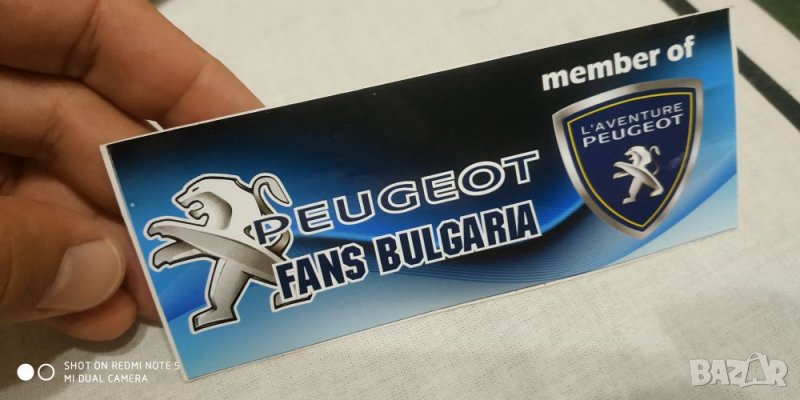 member of
L'AVENTURE
PEUGEOT
PEUGEOT
FANS BULGARIA
SHOT ON REDMI NOTE 5
MI DUAL CAMERA
BAZAR